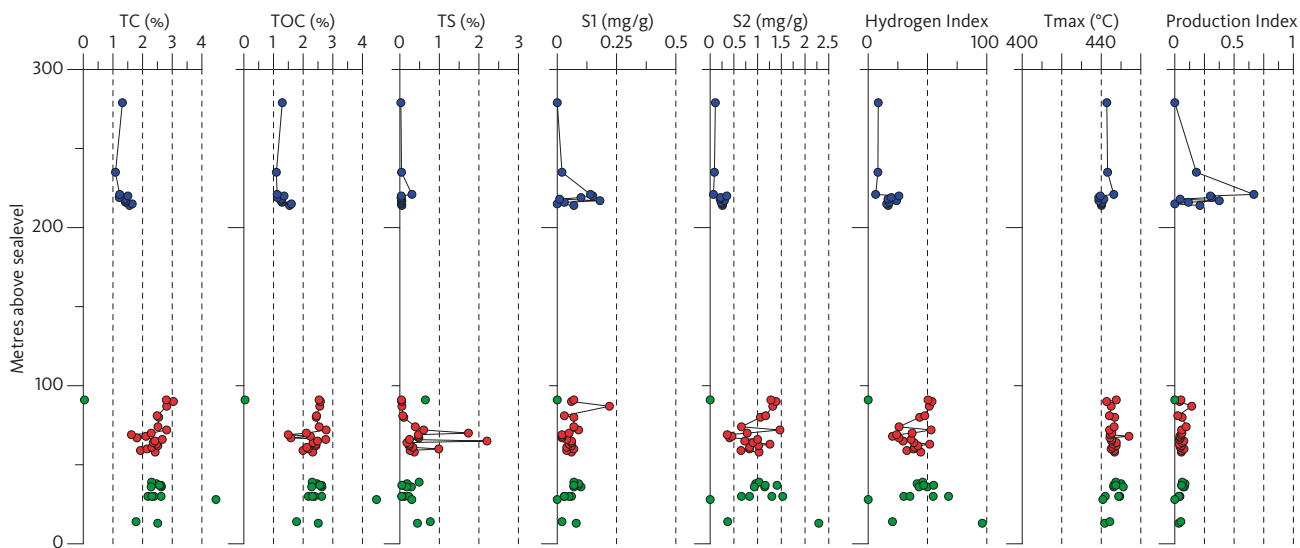 TC (%) TOC (%) TS (%) S1 (mg/g) S2 (mg/g) Hydrogen Index Tmax (°C) Production Index
0 1 2 3 4 0 1 2 3 4 0 1 2 3 0 0.25 0.5 0 0.5 1 1.5 2 2.5 0 100 400 440 0 0.5 1
300
200
100
0
Metres above sealevel